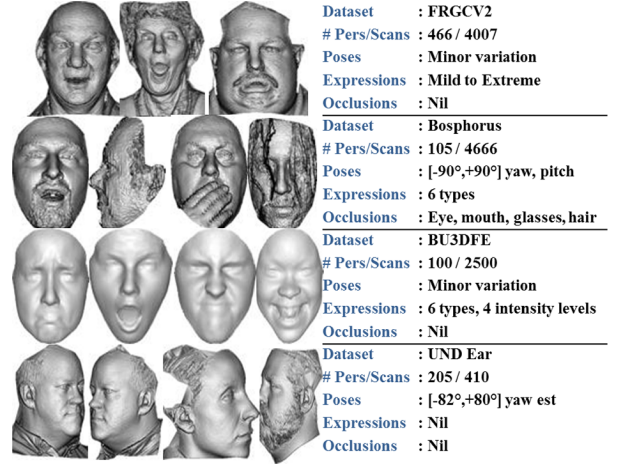 Dataset : FRGCV2
# Pers/Scans : 466 / 4007
Poses : Minor variation
Expressions : Mild to Extreme
Occlusions : Nil
Dataset : Bosphorus
# Pers/Scans : 105 / 4666
Poses : [-90°,+90°] yaw, pitch
Expressions : 6 types
Occlusions : Eye, mouth, glasses, hair
Dataset : BU3DFE
# Pers/Scans : 100 / 2500
Poses : Minor variation
Expressions : 6 types, 4 intensity levels
Occlusions : Nil
Dataset : UND Ear
# Pers/Scans : 205 / 410
Poses : [-82°,+80°] yaw est
Expressions : Nil
Occlusions : Nil